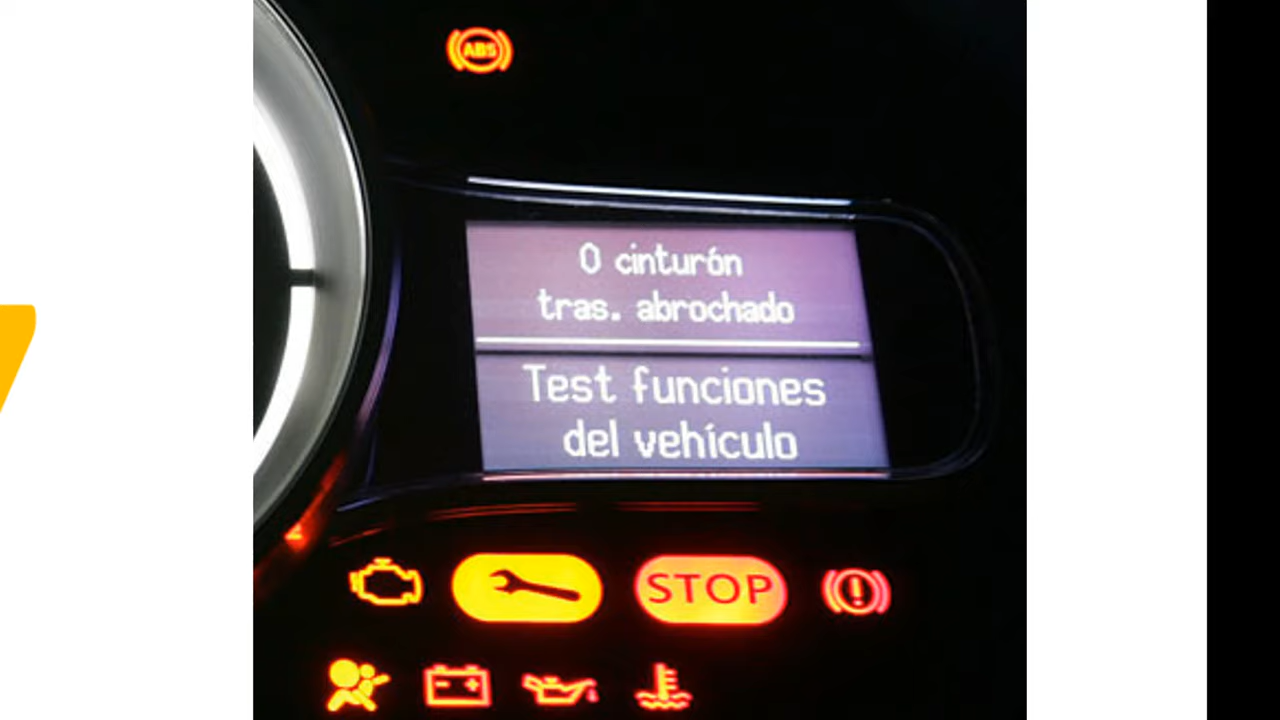 ABS
0 cinturón
tras. abrochado
Test funciones
del vehículo
STOP